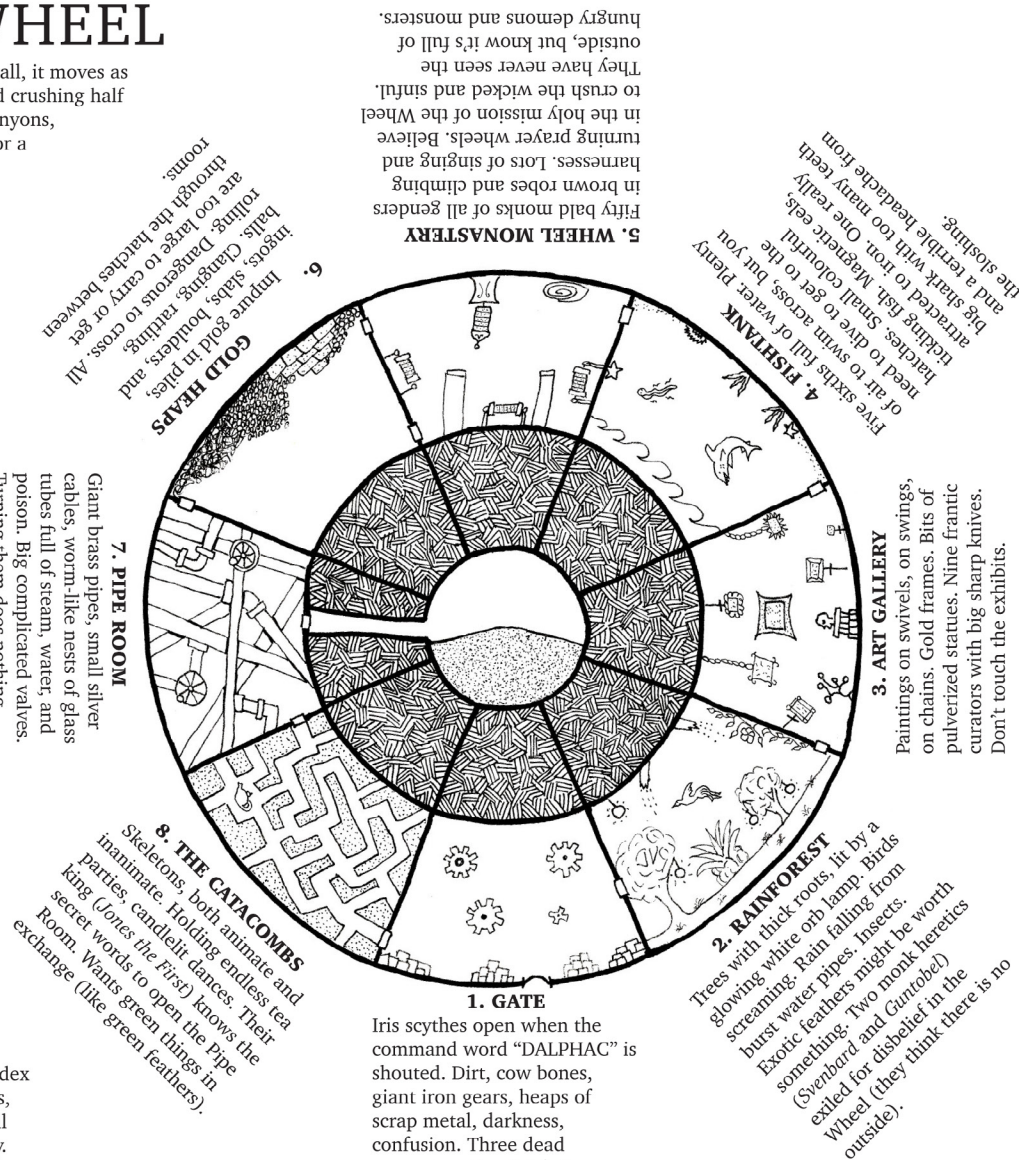 WHEEL
all, it moves as
d crushing half
nyons,
or a
1. GATE
Iris scythes open when the
command word “DALPHAC” is
shouted. Dirt, cow bones,
giant iron gears, heaps of
scrap metal, darkness,
confusion. Three dead
2. RAINFOREST
Trees with thick roots, lit by a
glowing white orb lamp. Birds
screaming. Rain falling from
burst water pipes. Insects.
Exotic feathers might be worth
something. Two monk heretics
(Svenbard and Guntobel)
exiled for disbelief in the
Wheel (they think there is no
outside).
3. ART GALLERY
Paintings on swivels, on swings,
on chains. Gold frames. Bits of
pulverized statues. Nine frantic
curators with big sharp knives.
Don’t touch the exhibits.
4. FISHTANK
Five sixths full of water. Plenty
of air to swim across, but you
need to dive to get to the
hatches. Small colourful
tickling fish. Magnetic eels,
attracted to iron. One really
big shark with too many teeth
and a terrible headache from
the sloshing.
5. WHEEL MONASTERY
Fifty bald monks of all genders
in brown robes and climbing
harnesses. Lots of singing and
turning prayer wheels. Believe
in the holy mission of the Wheel
to crush the wicked and sinful.
They have never seen the
outside, but know it’s full of
hungry demons and monsters.
6. GOLD HEAPS
Impure gold in piles,
ingots, slabs, boulders, and
balls. Clanging, rattling,
rolling. Dangerous to cross. All
are too large to carry or get
through the hatches between
rooms.
7. PIPE ROOM
Giant brass pipes, small silver
cables, worm-like nests of glass
tubes full of steam, water, and
poison. Big complicated valves.
Turning them does nothing
8. THE CATACOMBS
Skeletons, both animate and
inanimate. Holding endless tea
parties, candlelit dances. Their
king (Jones the First) knows the
secret words to open the Pipe
Room. Wants green things in
exchange (like green feathers).
dex
s,
l
y.